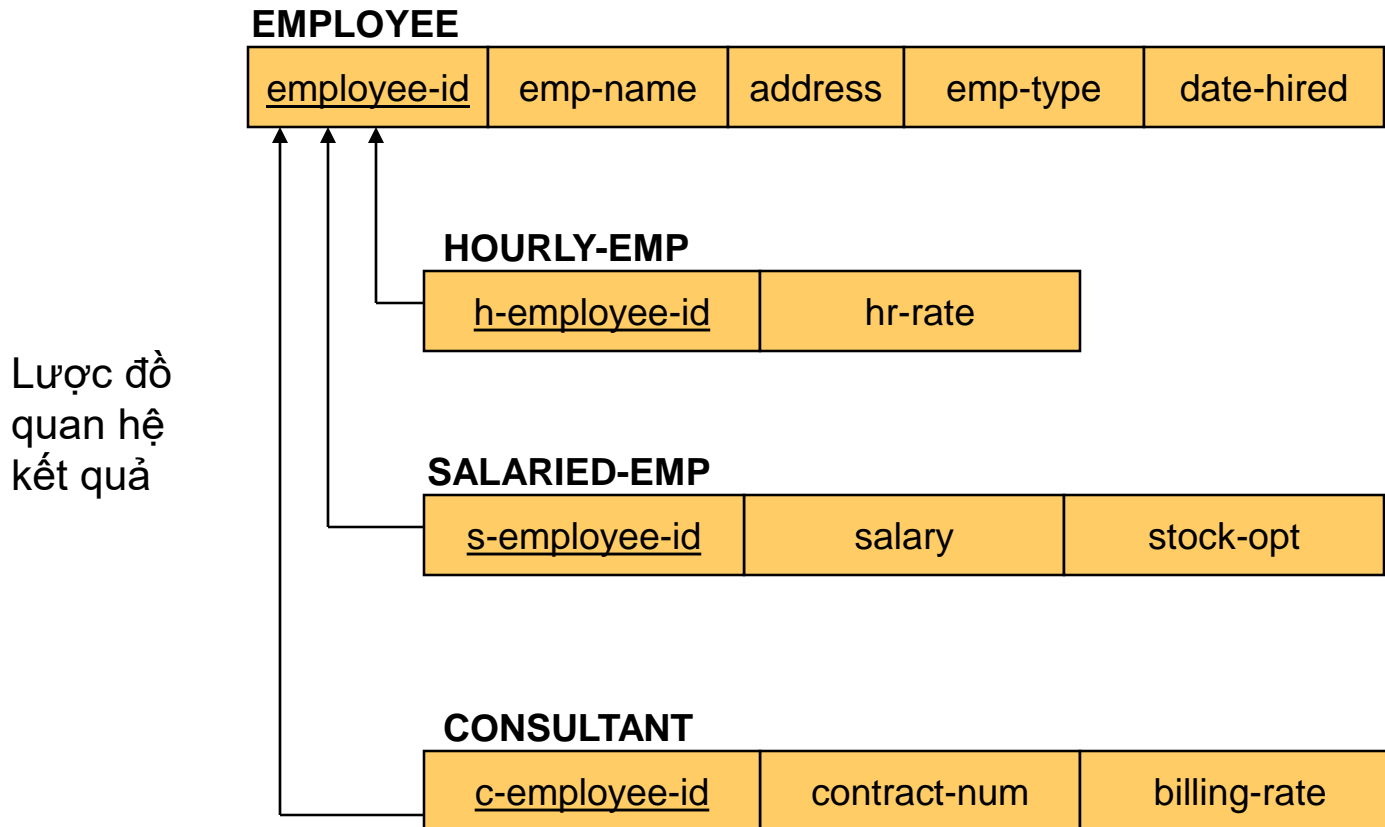 EMPLOYEE
employee-id emp-name address emp-type date-hired
HOURLY-EMP
h-employee-id hr-rate
Lược đồ
quan hệ
kết quả
SALARIED-EMP
s-employee-id salary stock-opt
CONSULTANT
c-employee-id contract-num billing-rate